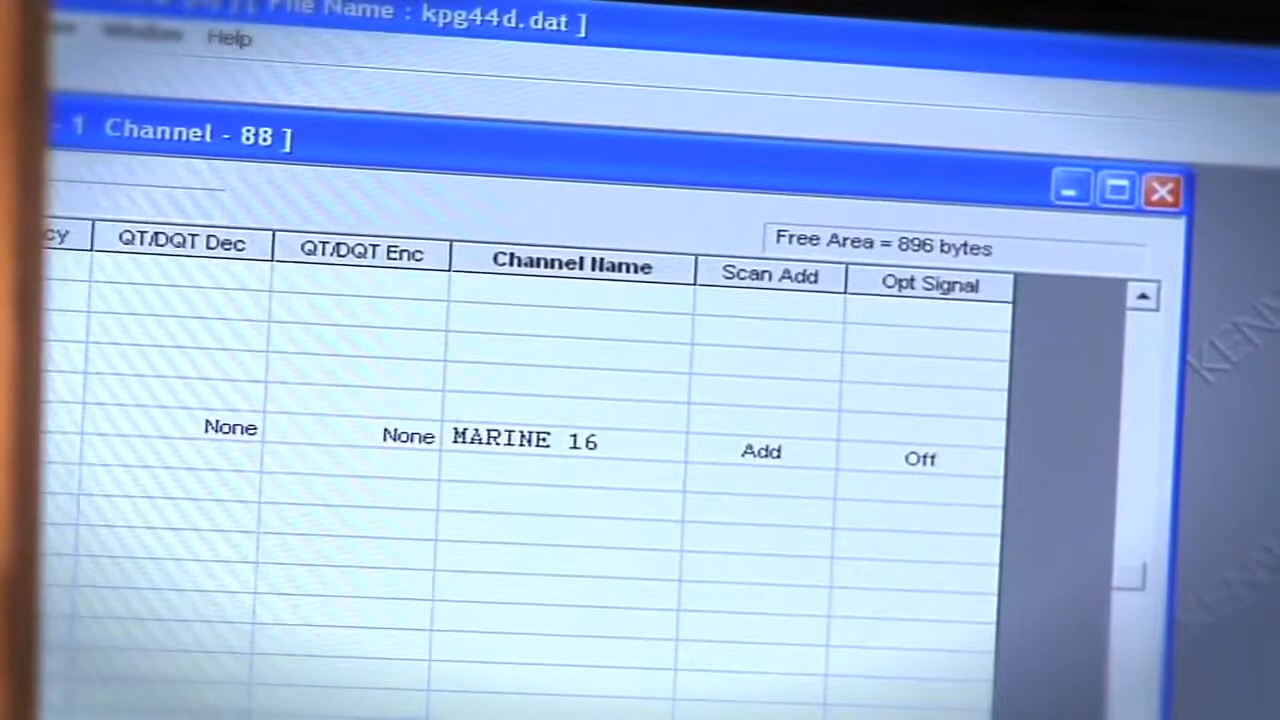 File Name : kpg44d.dat ]
Help
- 1 Channel - 88 ]
Free Area = 896 bytes
cy QT/DQT Dec QT/DQT Enc Channel Name Scan Add Opt Signal
None None MARINE 16 Add Off